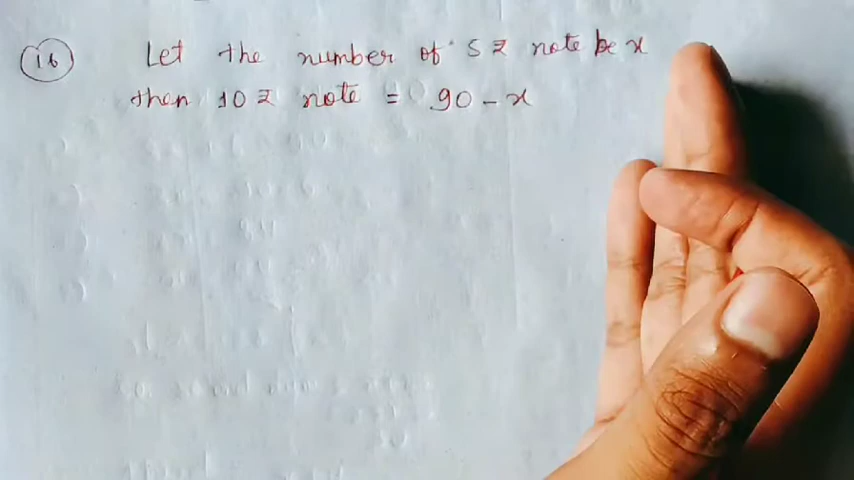 16 Let the number of 5 ₹ note be x
then 10 ₹ note = 90 - x